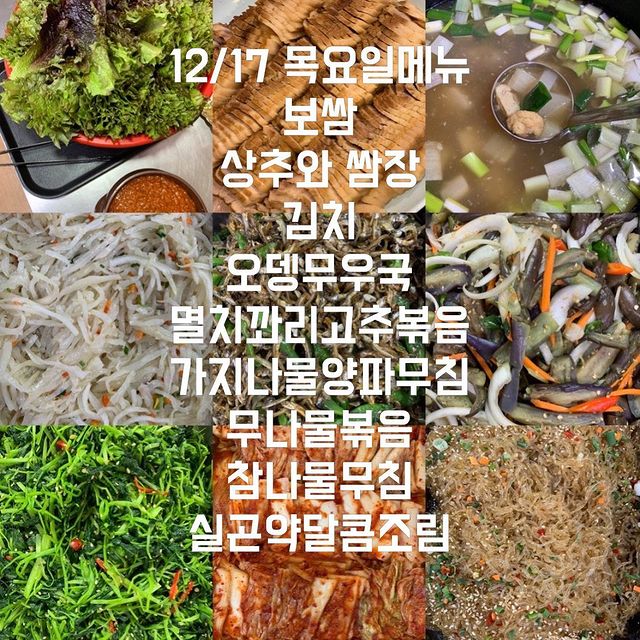 12/17 목요일메뉴
보쌈
상추와 쌈장
김치
오뎅무우국
멸치꽈리고추볶음
가지나물양파무침
무나물볶음
참나물무침
실곤약달콤조림